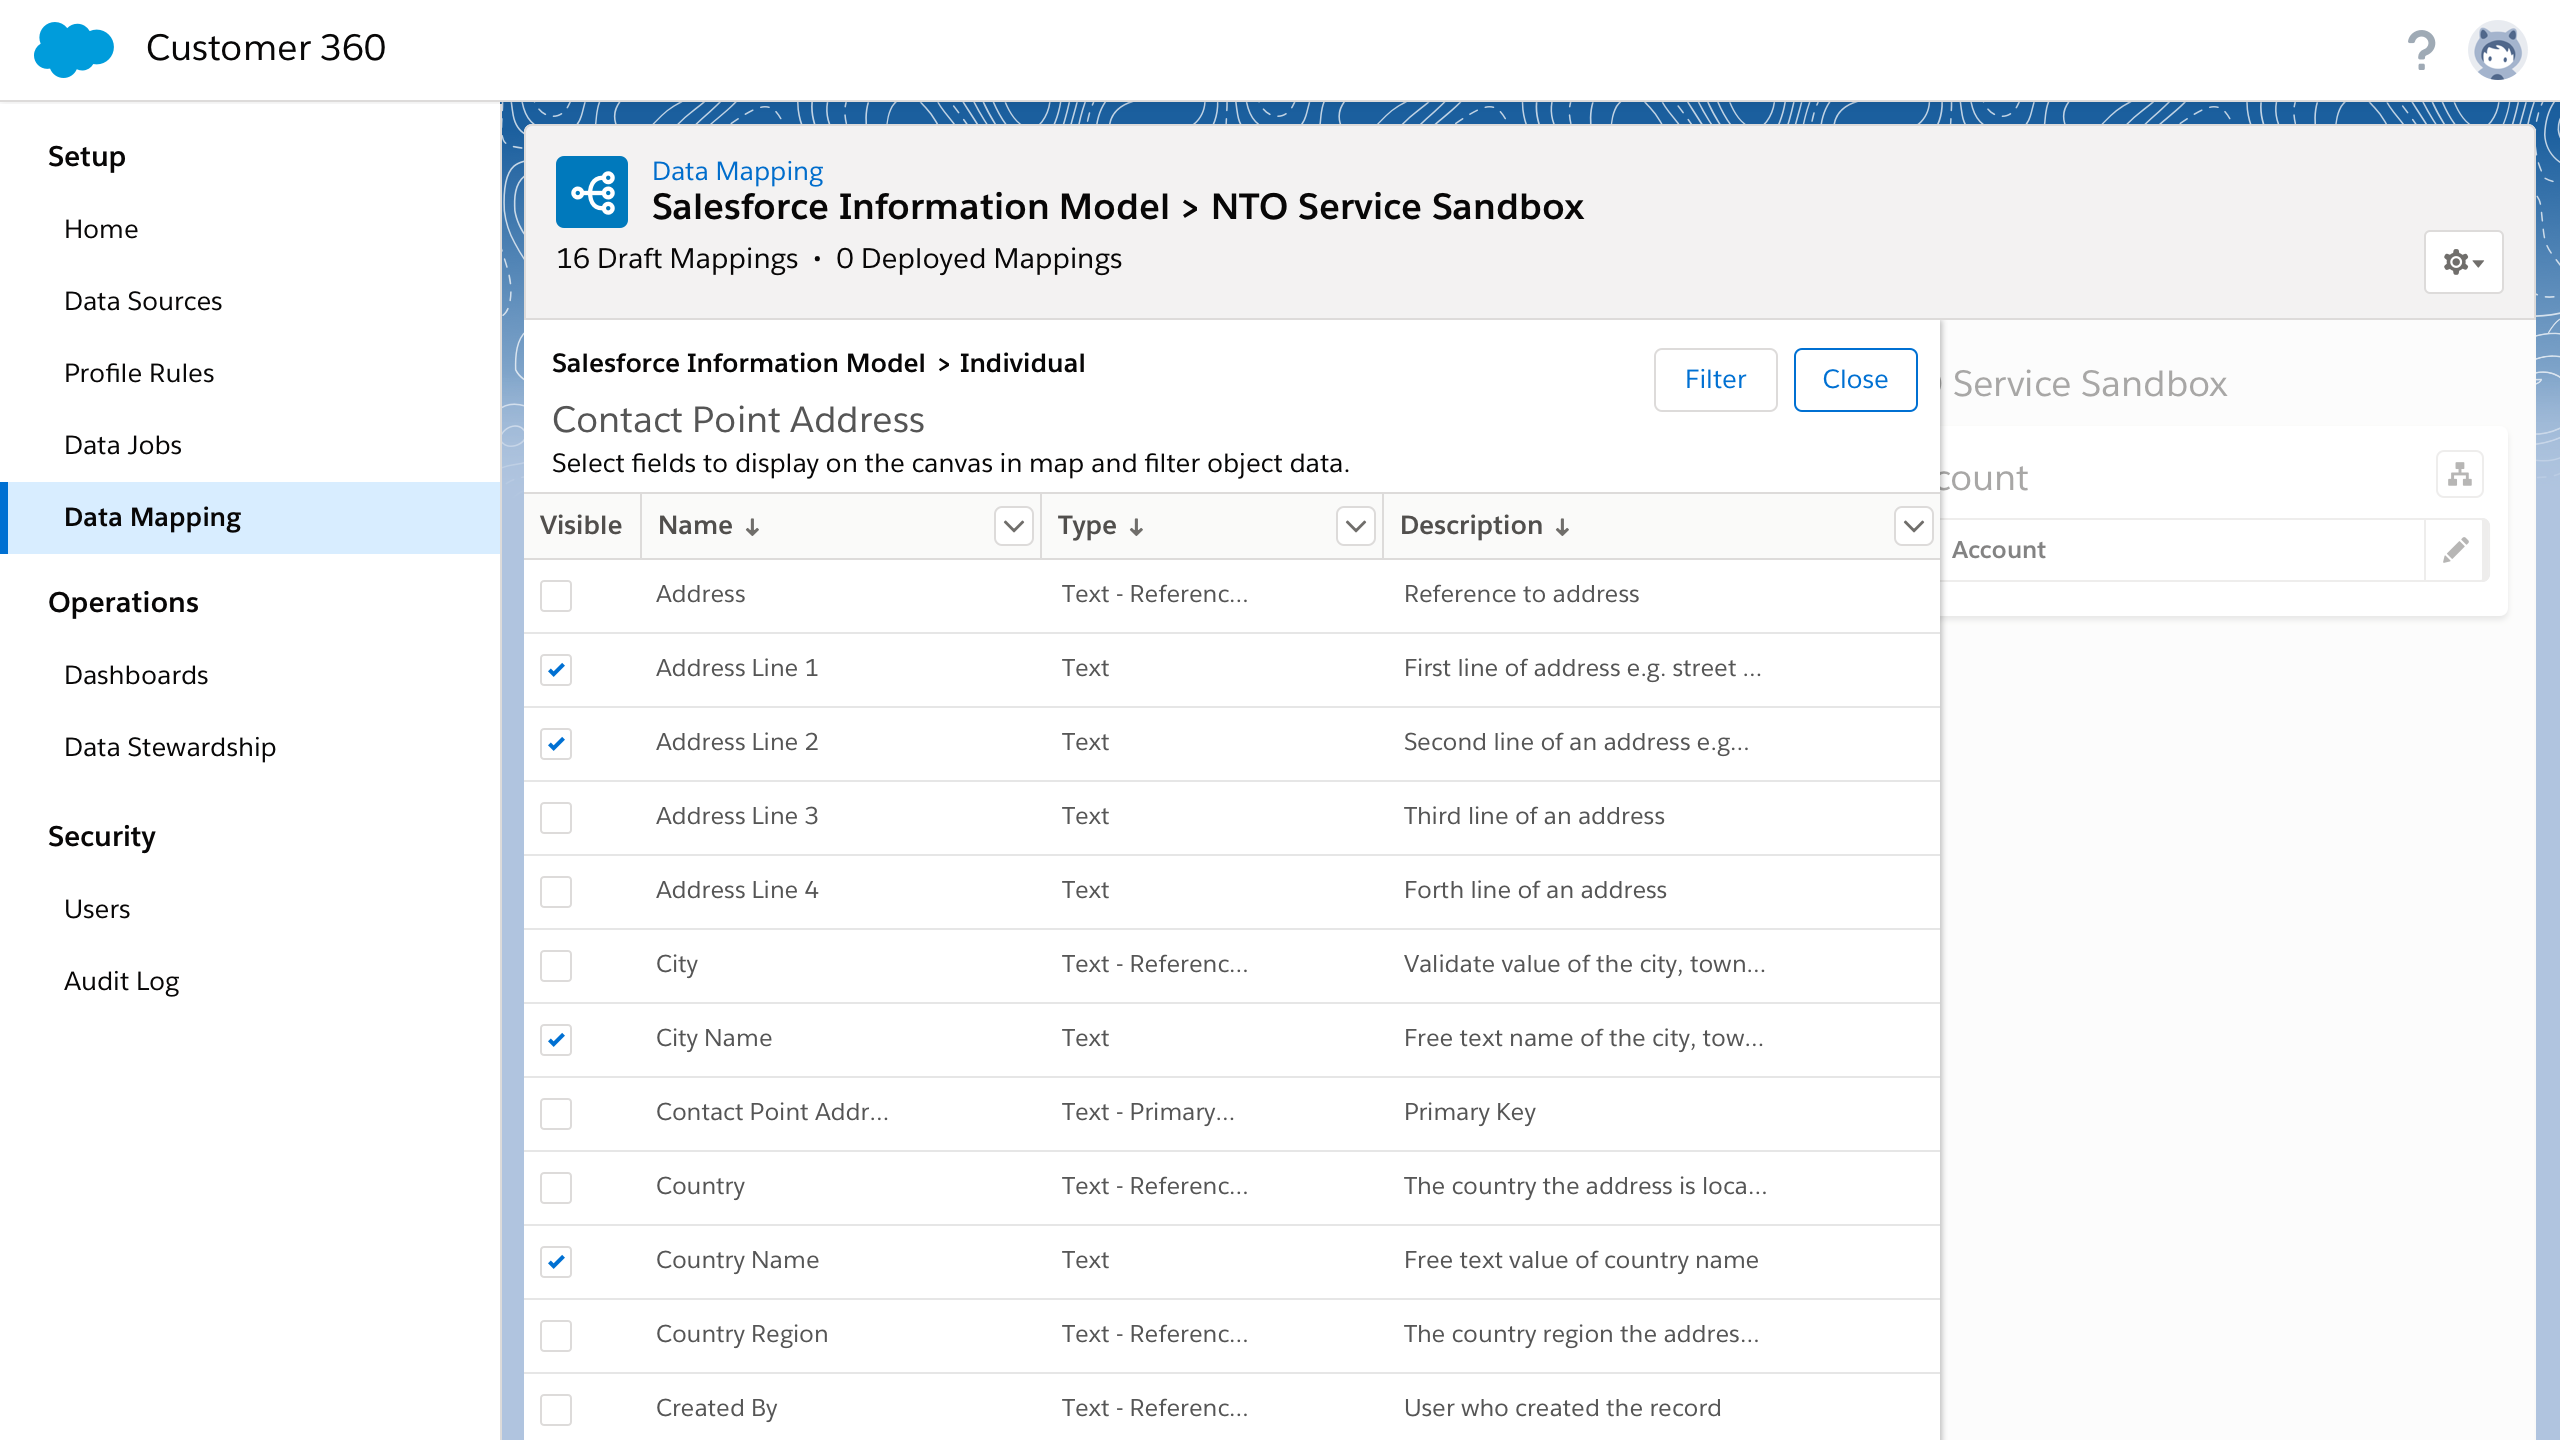 Customer 360
?
Setup
Home
Data Sources
Profile Rules
Data Jobs
Data Mapping
Operations
Dashboards
Data Stewardship
Security
Users
Audit Log
Data Mapping
Salesforce Information Model > NTO Service Sandbox
16 Draft Mappings • 0 Deployed Mappings
Salesforce Information Model > Individual
Filter
Close
Contact Point Address
Select fields to display on the canvas in map and filter object data.
Visible Name ↓ Type ↓ Description ↓
Address Text - Referenc... Reference to address
Address Line 1 Text First line of address e.g. street ...
Address Line 2 Text Second line of an address e.g...
Address Line 3 Text Third line of an address
Address Line 4 Text Forth line of an address
City Text - Referenc... Validate value of the city, town...
City Name Text Free text name of the city, tow...
Contact Point Addr... Text - Primary... Primary Key
Country Text - Referenc... The country the address is loca...
Country Name Text Free text value of country name
Country Region Text - Referenc... The country region the addres...
Created By Text - Referenc... User who created the record
Service Sandbox
count
Account